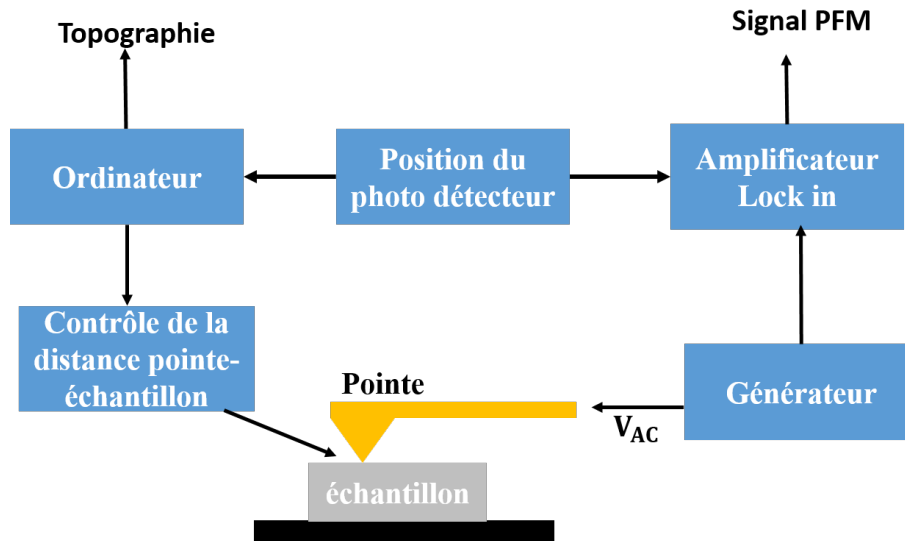 Topographie
Signal PFM
Ordinateur
Position du
photo détecteur
Amplificateur
Lock in
Contrôle de la
distance pointe-
échantillon
Pointe
V_AC
Générateur
échantillon